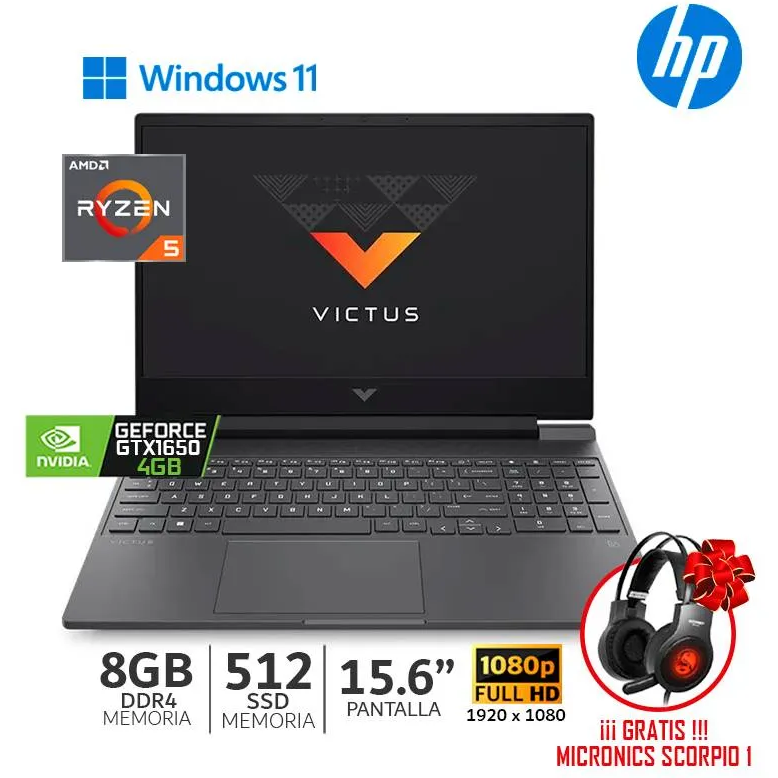 hp
Windows 11
AMD
RYZEN
5
VICTUS
NVIDIA.
GEFORCE
GTX1650
4GB
VICTUS
8GB
DDR4
MEMORIA
512
SSD
MEMORIA
15.6”
PANTALLA
1080p
FULL HD
1920 x 1080
¡¡¡ GRATIS !!!
MICRONICS SCORPIO 1